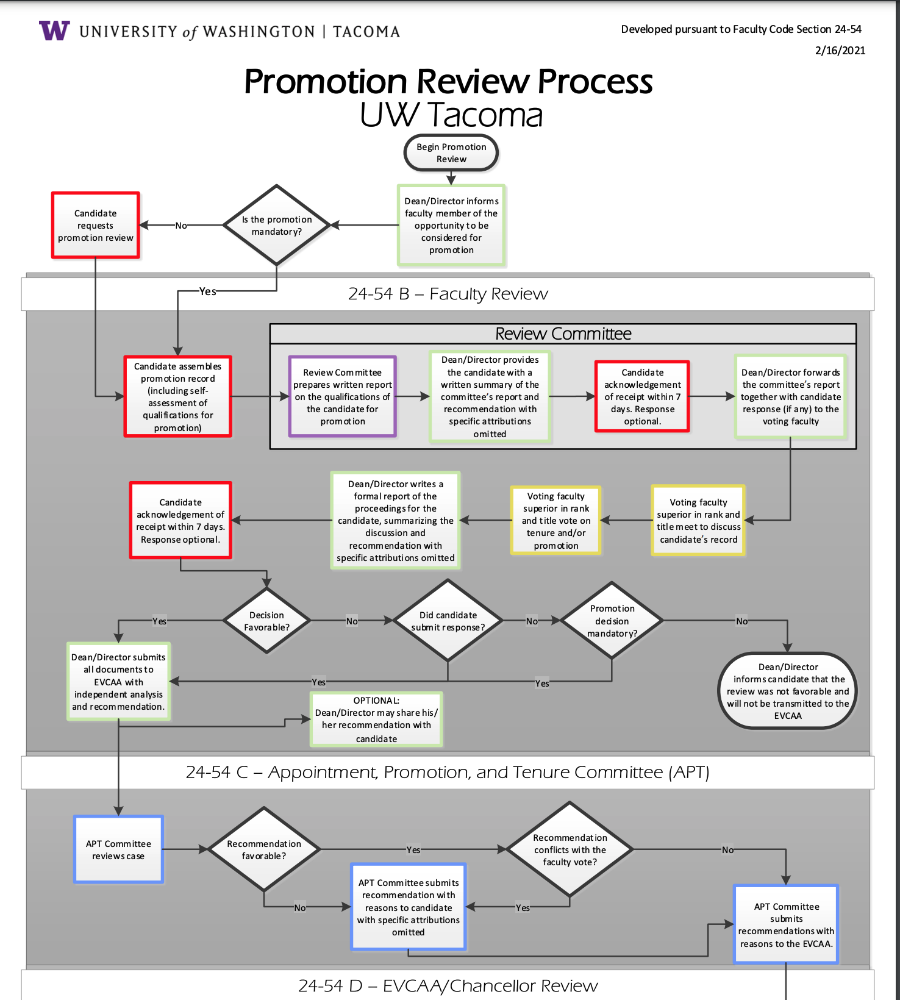 W UNIVERSITY of WASHINGTON | TACOMA
Developed pursuant to Faculty Code Section 24-54
2/16/2021
Promotion Review Process
UW Tacoma
Begin Promotion
Review
Dean/Director informs
faculty member of the
opportunity to be
considered for
promotion
Is the promotion
mandatory?
No
Candidate
requests
promotion review
Yes
24-54 B – Faculty Review
Candidate assembles
promotion record
(including self-
assessment of
qualifications for
promotion)
Review Committee
Review Committee
prepares written report
on the qualifications of
the candidate for
promotion
Dean/Director provides
the candidate with a
written summary of the
committee's report and
recommendation with
specific attributions
omitted
Candidate
acknowledgement
of receipt within 7
days. Response
optional.
Dean/Director forwards
the committee's report
together with candidate
response (if any) to the
voting faculty
Voting faculty
superior in rank and
title meet to discuss
candidate's record
Voting faculty
superior in rank
and title vote on
tenure and/or
promotion
Dean/Director writes a
formal report of the
proceedings for the
candidate, summarizing the
discussion and
recommendation with
specific attributions omitted
Candidate
acknowledgement of
receipt within 7 days.
Response optional.
Decision
Favorable?
Yes
No
Did candidate
submit response?
No
Promotion
decision
mandatory?
No
Dean/Director
informs candidate that the
review was not favorable and
will not be transmitted to the
EVCAA
Yes
Yes
Dean/Director submits
all documents to
EVCAA with
independent analysis
and recommendation.
OPTIONAL:
Dean/Director may share his/
her recommendation with
candidate
24-54 C – Appointment, Promotion, and Tenure Committee (APT)
APT Committee
reviews case
Recommendation
favorable?
Yes
Recommendation
conflicts with the
faculty vote?
No
No
APT Committee submits
recommendation with
reasons to candidate
with specific attributions
omitted
Yes
APT Committee
submits
recommendations with
reasons to the EVCAA.
24-54 D – EVCAA/Chancellor Review